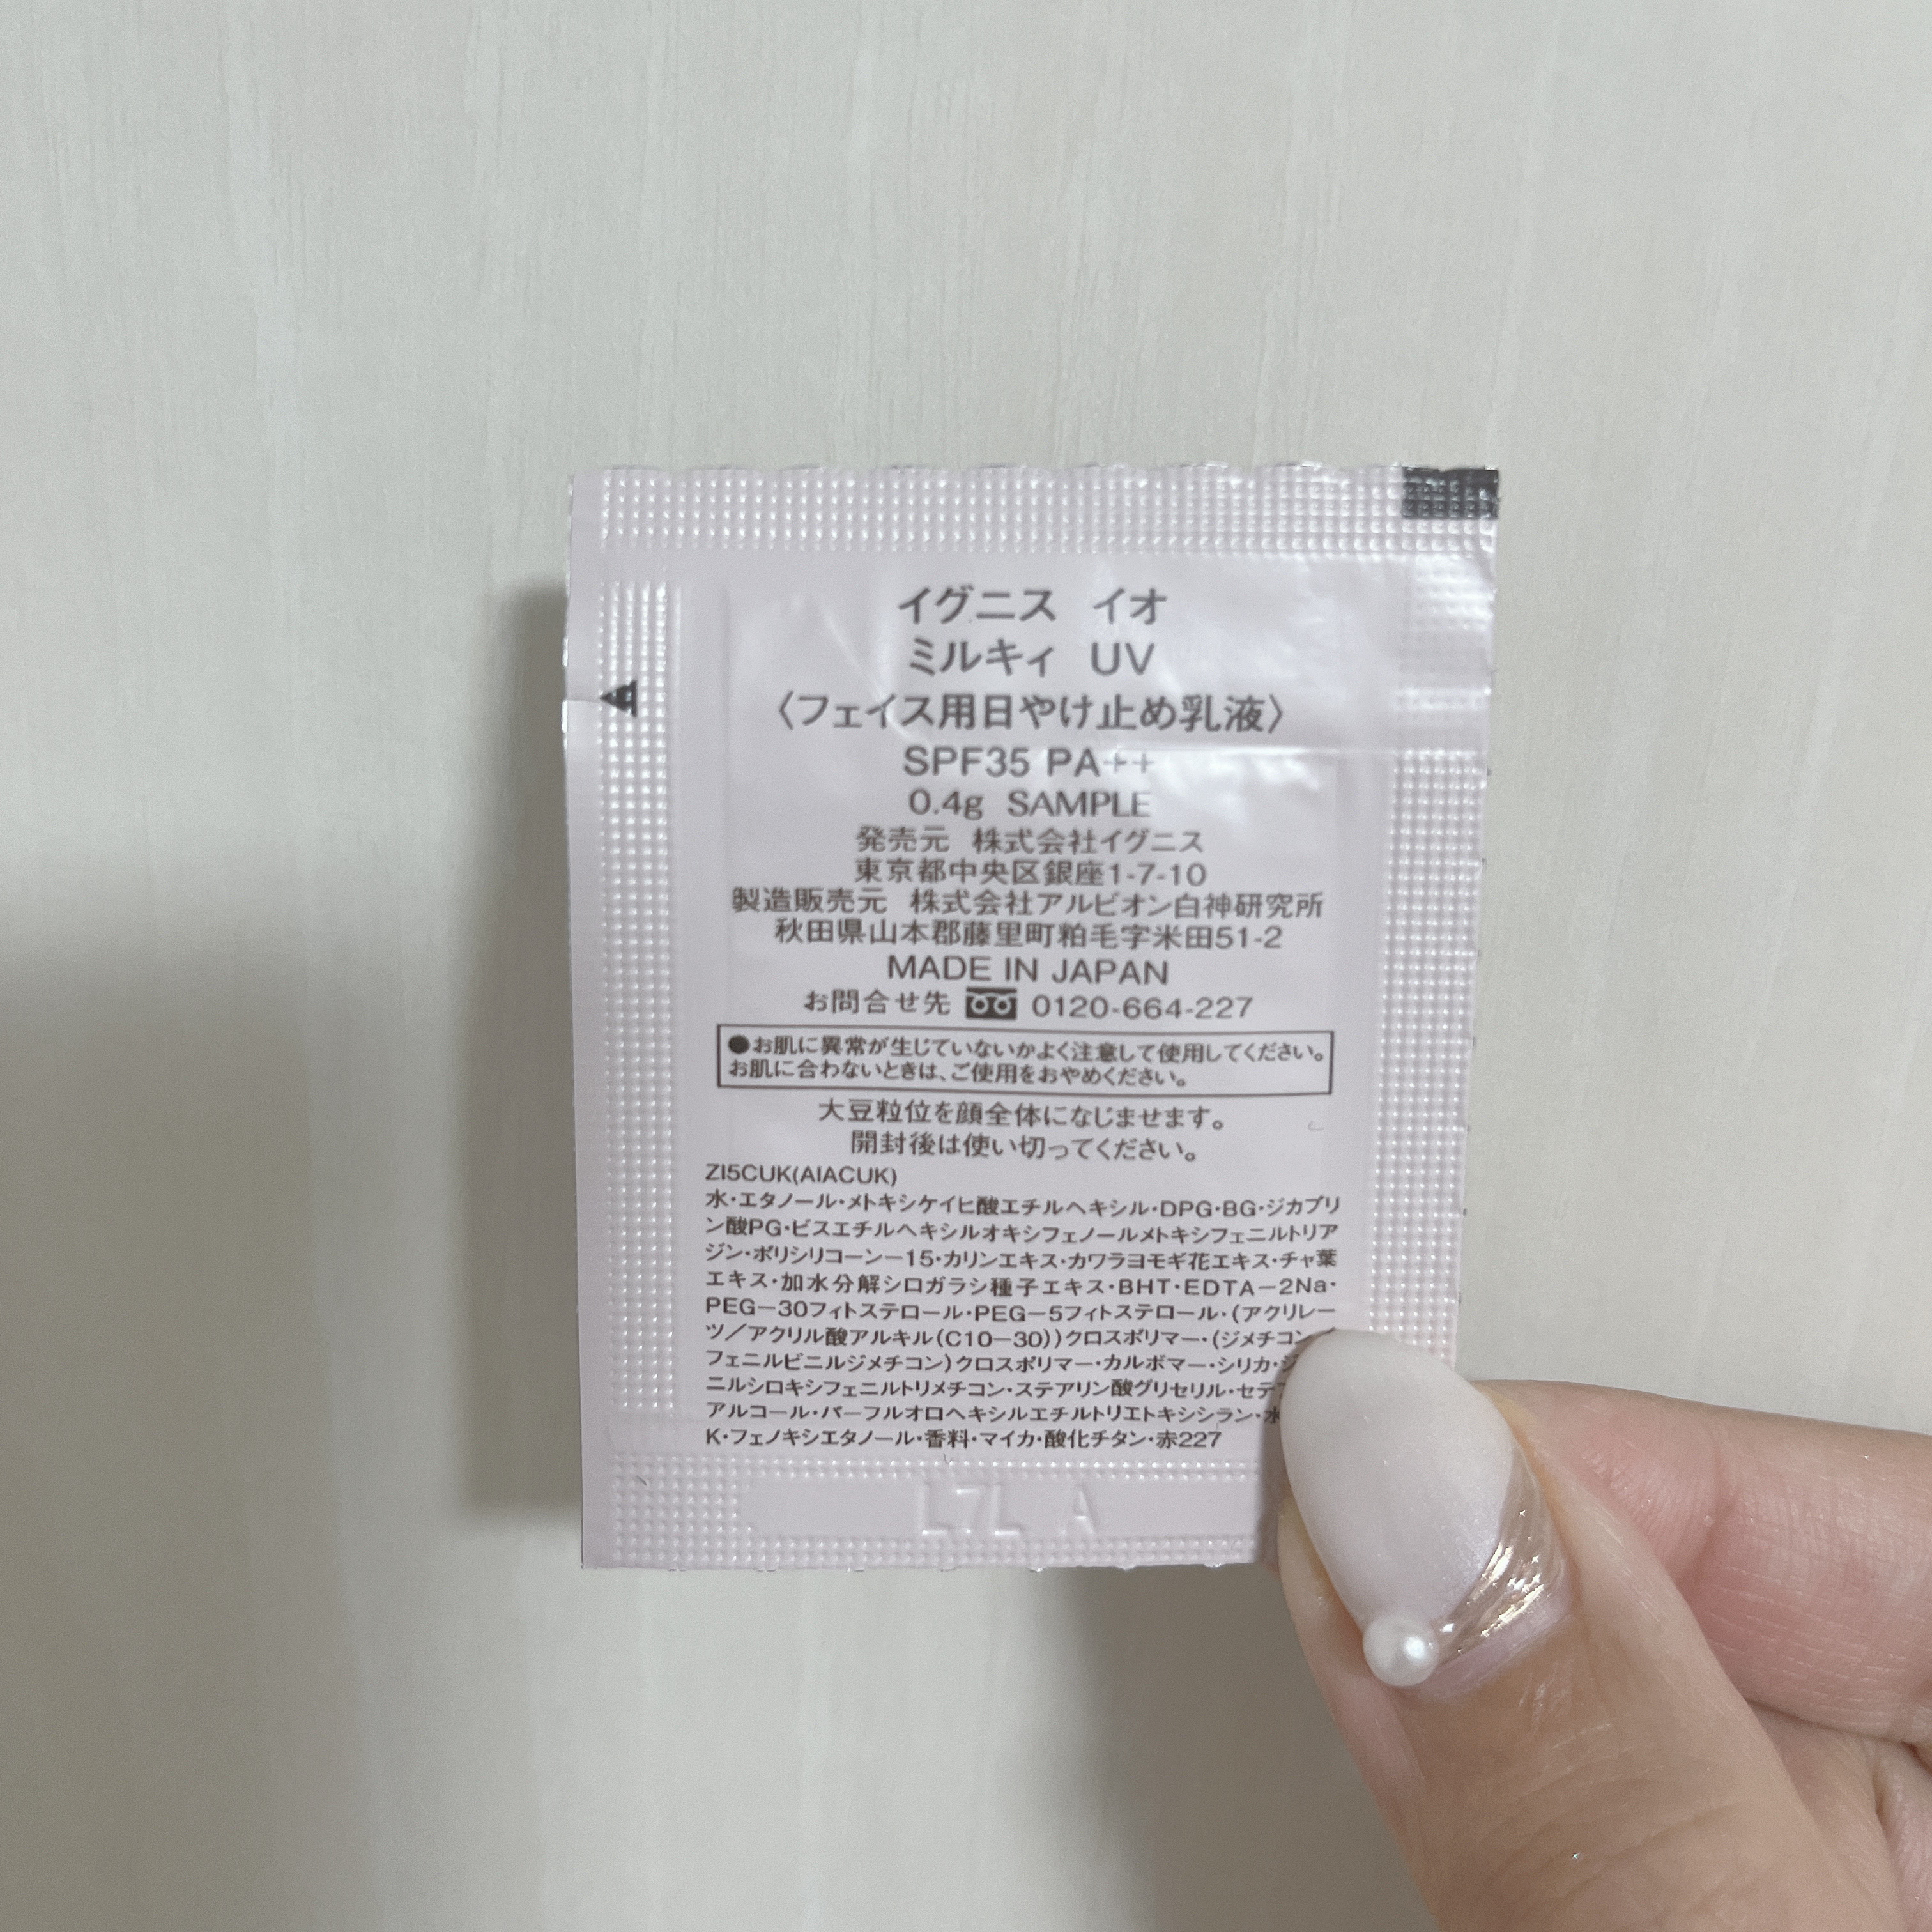 イグニス イオ
ミルキィ UV
〈フェイス用日やけ止め乳液〉
SPF35 PA++
0.4g SAMPLE
発売元 株式会社イグニス
東京都中央区銀座1-7-10
製造販売元 株式会社アルビオン白神研究所
秋田県山本郡藤里町粕毛字米田51-2
MADE IN JAPAN
お問合せ先 0120-664-227
●お肌に異常が生じていないかよく注意して使用してください。
お肌に合わないときは、ご使用をおやめください。
大豆粒位を顔全体になじませます。
開封後は使い切ってください。
ZI5CUK(AIACUK)
水・エタノール・メトキシケイヒ酸エチルヘキシル・DPG・BG・ジカプリ
ン酸PG・ビスエチルヘキシルオキシフェノールメトキシフェニルトリア
ジン・ポリシリコーン−15・カリンエキス・カワラヨモギ花エキス・チャ葉
エキス・加水分解シロガラシ種子エキス・BHT・EDTA−2Na・
PEG−30フィトステロール・PEG−5フィトステロール・(アクリレー
ツ／アクリル酸アルキル(C10−30))クロスポリマー・(ジメチコン
フェニルビニルジメチコン)クロスポリマー・カルボマー・シリカ・
ニルシロキシフェニルトリメチコン・ステアリン酸グリセリル・セテ
アルコール・パーフルオロヘキシルエチルトリエトキシシラン・水
K・フェノキシエタノール・香料・マイカ・酸化チタン・赤227
L7L A